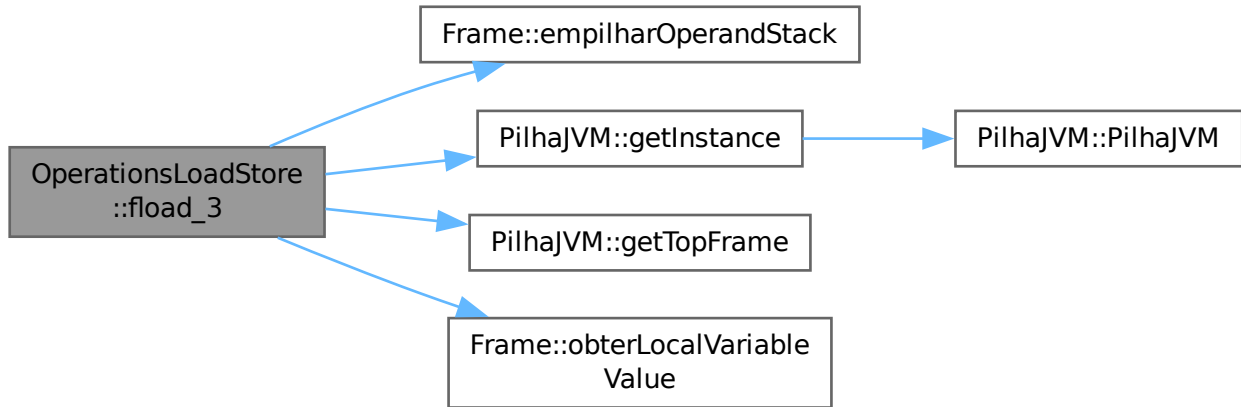 Frame::empilharOperandStack
PilhaJVM::getInstance
PilhaJVM::PilhaJVM
OperationsLoadStore
::fload_3
PilhaJVM::getTopFrame
Frame::obterLocalVariable
Value